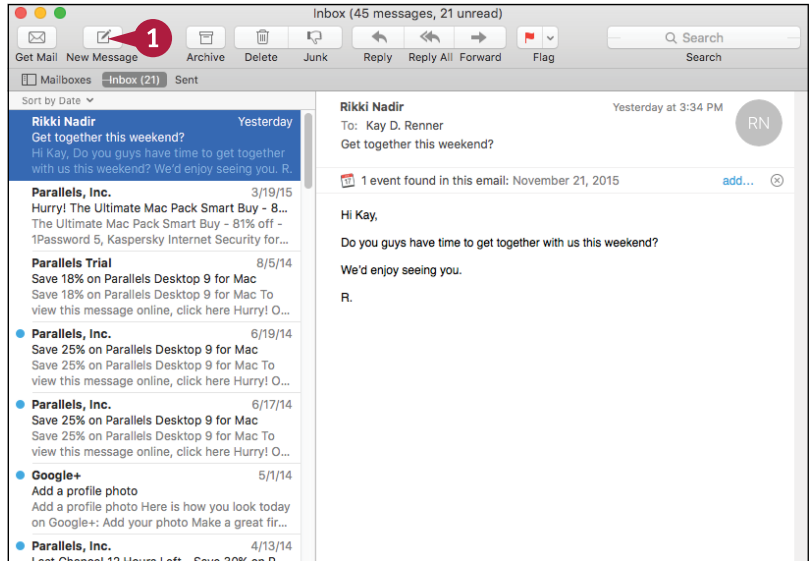 Inbox (45 messages, 21 unread)
1
Search
Get Mail New Message Archive Delete Junk Reply Reply All Forward Flag Search
Mailboxes Inbox (21) Sent
Sort by Date
Rikki Nadir Yesterday
Get together this weekend?
Hi Kay, Do you guys have time to get together
with us this weekend? We'd enjoy seeing you. R.
Parallels, Inc. 3/19/15
Hurry! The Ultimate Mac Pack Smart Buy - 8...
The Ultimate Mac Pack Smart Buy - 81% off -
1Password 5, Kaspersky Internet Security for...
Parallels Trial 8/5/14
Save 18% on Parallels Desktop 9 for Mac
Save 18% on Parallels Desktop 9 for Mac To
view this message online, click here Hurry! O...
Parallels, Inc. 6/19/14
Save 25% on Parallels Desktop 9 for Mac
Save 25% on Parallels Desktop 9 for Mac To
view this message online, click here Hurry! O...
Parallels, Inc. 6/17/14
Save 25% on Parallels Desktop 9 for Mac
Save 25% on Parallels Desktop 9 for Mac To
view this message online, click here Hurry! O...
Google+ 5/1/14
Add a profile photo
Add a profile photo Here is how you look today
on Google+: Add your photo Make a great fir...
Parallels, Inc. 4/13/14
Rikki Nadir Yesterday at 3:34 PM
RN
To: Kay D. Renner
Get together this weekend?
17
1 event found in this email: November 21, 2015 add...
Hi Kay,
Do you guys have time to get together with us this weekend?
We'd enjoy seeing you.
R.